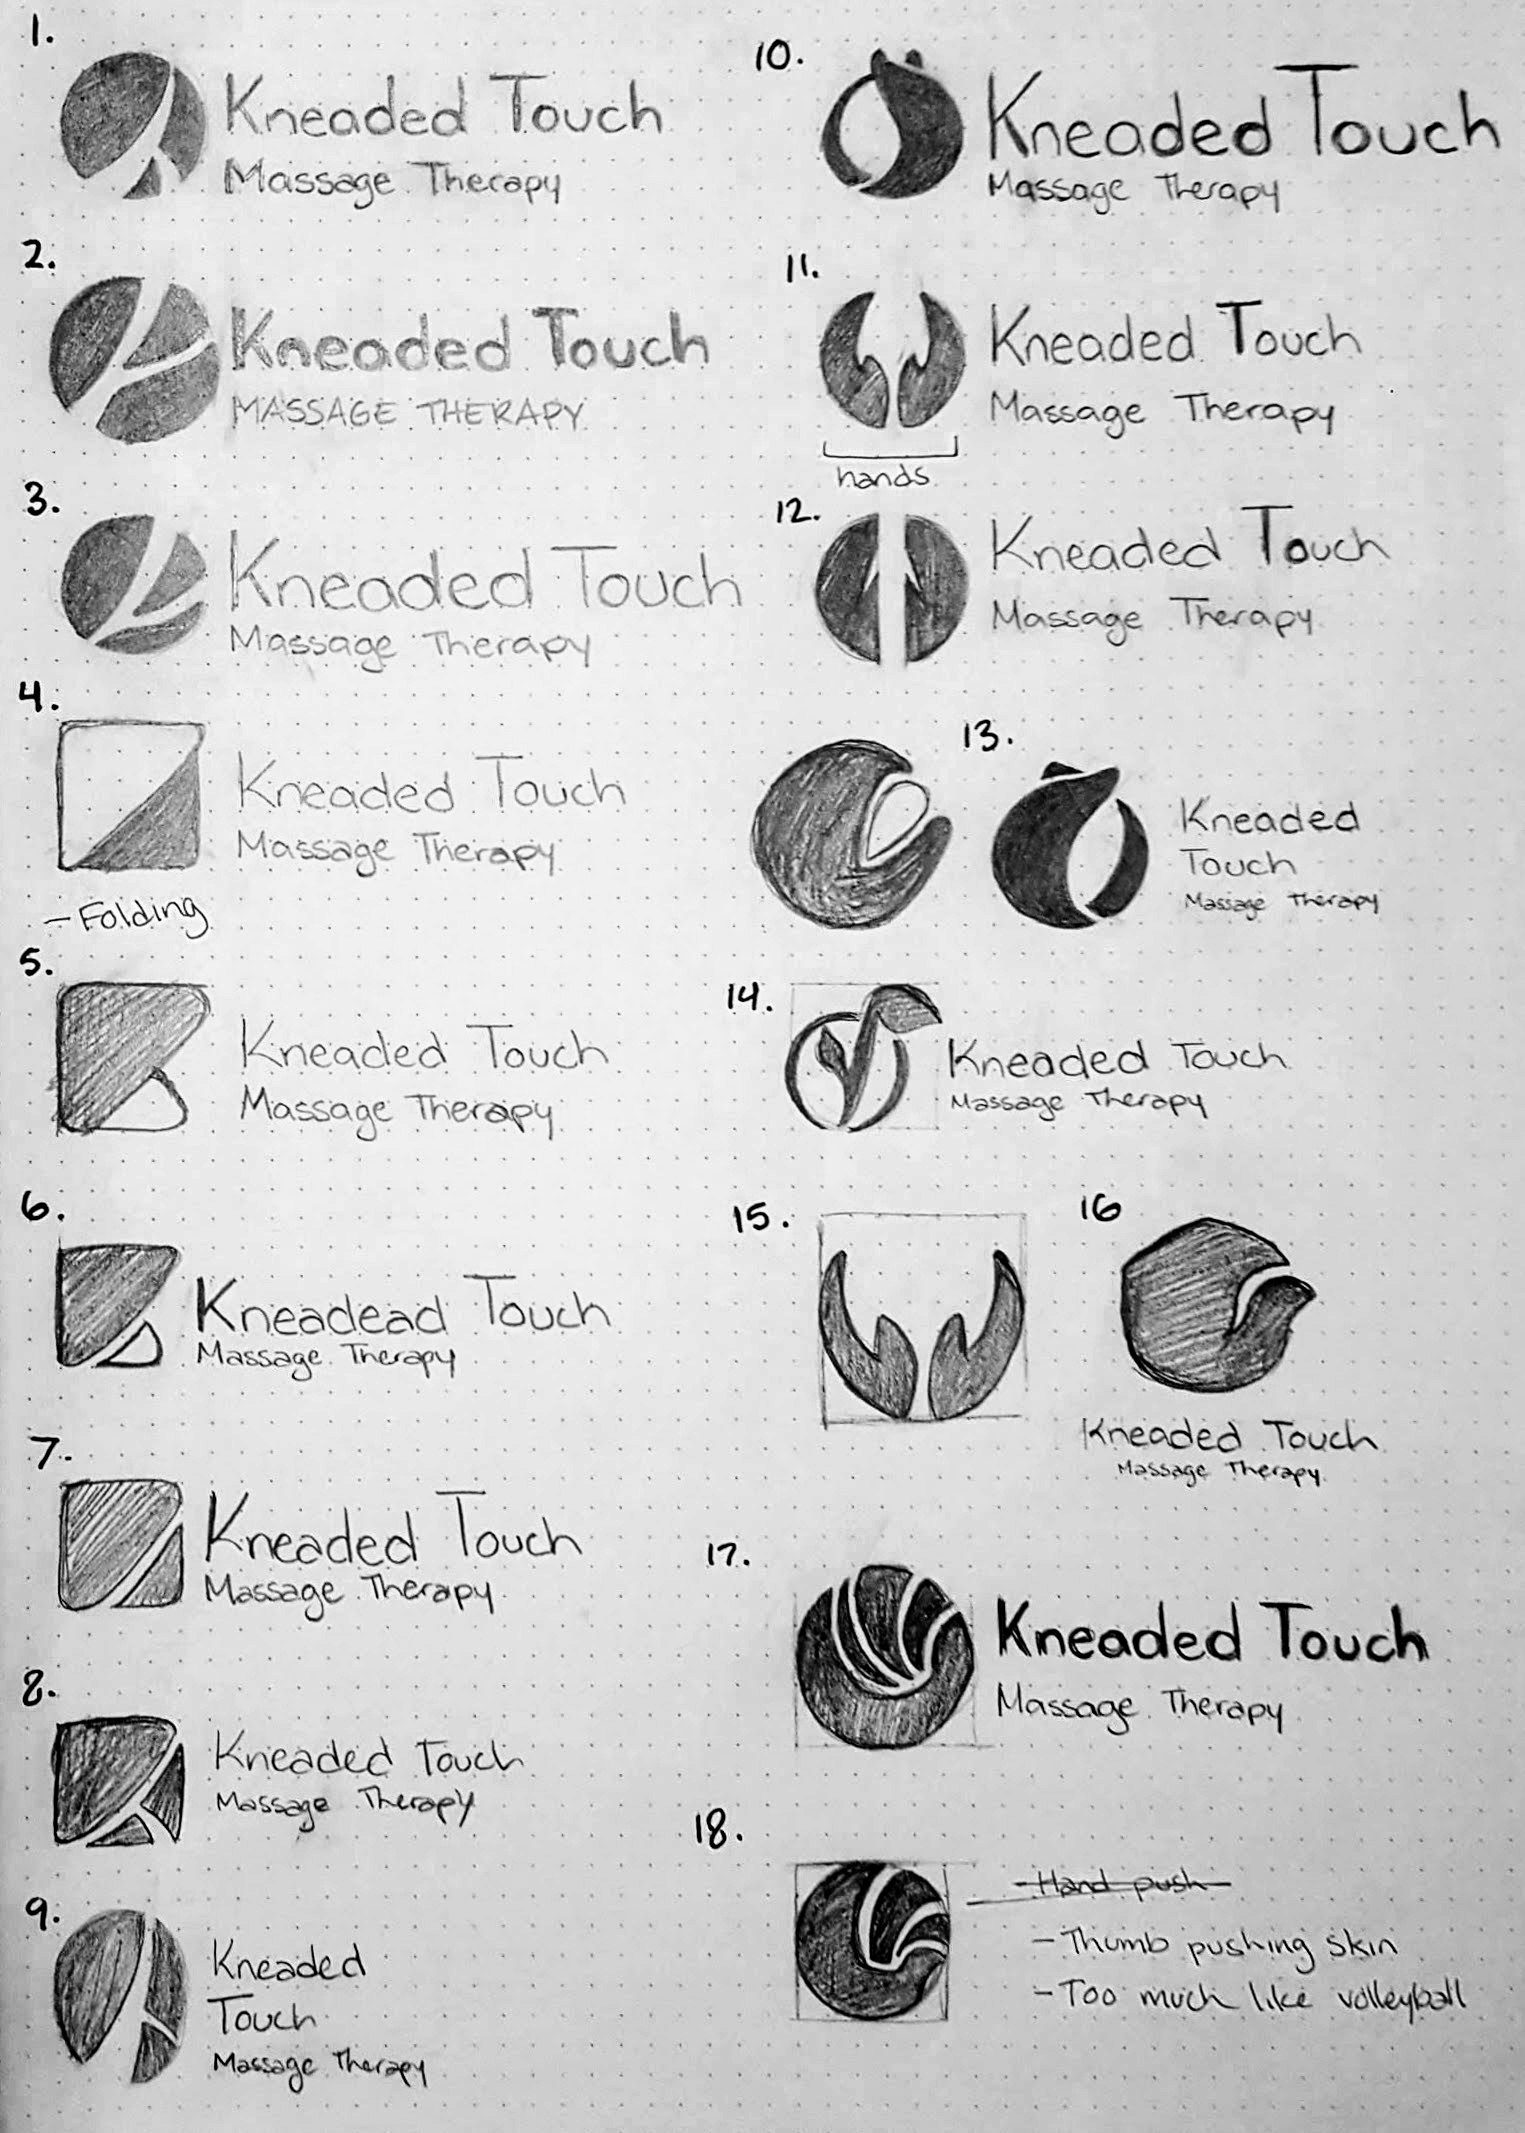 1.
Kneaded Touch
Massage Therapy
2.
Kneaded Touch
MASSAGE THERAPY
3.
Kneaded Touch
Massage Therapy
4.
Kneaded Touch
Massage Therapy
- Folding
5.
Kneaded Touch
Massage Therapy
6.
Kneadead Touch
Massage Therapy
7.
Kneaded Touch
Massage Therapy
8.
Kneaded Touch
Massage Therapy
9.
Kneaded
Touch
Massage Therapy
10.
Kneaded Touch
Massage Therapy
11.
Kneaded Touch
Massage Therapy
hands
12.
Kneaded Touch
Massage Therapy
13.
Kneaded
Touch
Massage Therapy
14.
Kneaded Touch
Massage Therapy
15.
16
Kneaded Touch
Massage Therapy
17.
Kneaded Touch
Massage Therapy
18.
- Hand push
- Thumb pushing skin
- Too much like volleyball